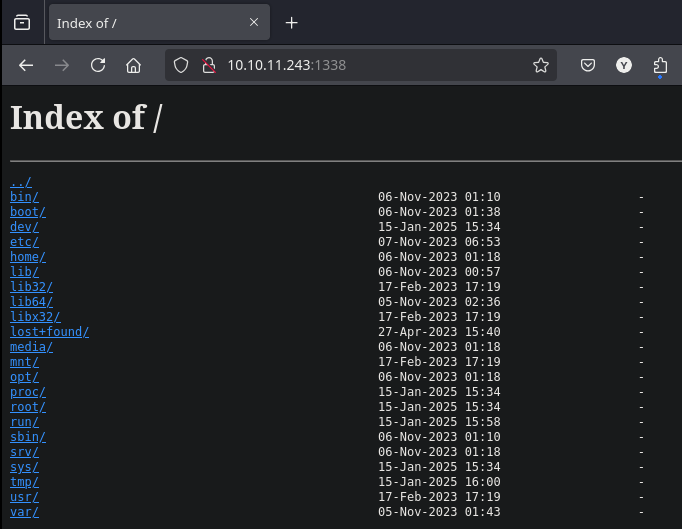 Index of /
10.10.11.243:1338
Y
Index of /
../
bin/ 06-Nov-2023 01:10 -
boot/ 06-Nov-2023 01:38 -
dev/ 15-Jan-2025 15:34 -
etc/ 07-Nov-2023 06:53 -
home/ 06-Nov-2023 01:18 -
lib/ 06-Nov-2023 00:57 -
lib32/ 17-Feb-2023 17:19 -
lib64/ 05-Nov-2023 02:36 -
libx32/ 17-Feb-2023 17:19 -
lost+found/ 27-Apr-2023 15:40 -
media/ 06-Nov-2023 01:18 -
mnt/ 17-Feb-2023 17:19 -
opt/ 06-Nov-2023 01:18 -
proc/ 15-Jan-2025 15:34 -
root/ 15-Jan-2025 15:34 -
run/ 15-Jan-2025 15:58 -
sbin/ 06-Nov-2023 01:10 -
srv/ 06-Nov-2023 01:18 -
sys/ 15-Jan-2025 15:34 -
tmp/ 15-Jan-2025 16:00 -
usr/ 17-Feb-2023 17:19 -
var/ 05-Nov-2023 01:43 -